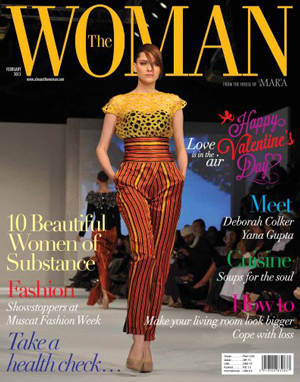 The
WOMAN
FEBRUARY
2013
FROM THE HOUSE OF
Happy
Valentine's
Day
Love
is in the
air
Meet
Deborah Colker
Yana Gupta
10 Beautiful
Women of
Substance
Cuisine
Soups for the soul
Fashion
Showstoppers at
Muscat Fashion Week
How to
Make your living room look bigger
Cope with loss
Take a
health check...